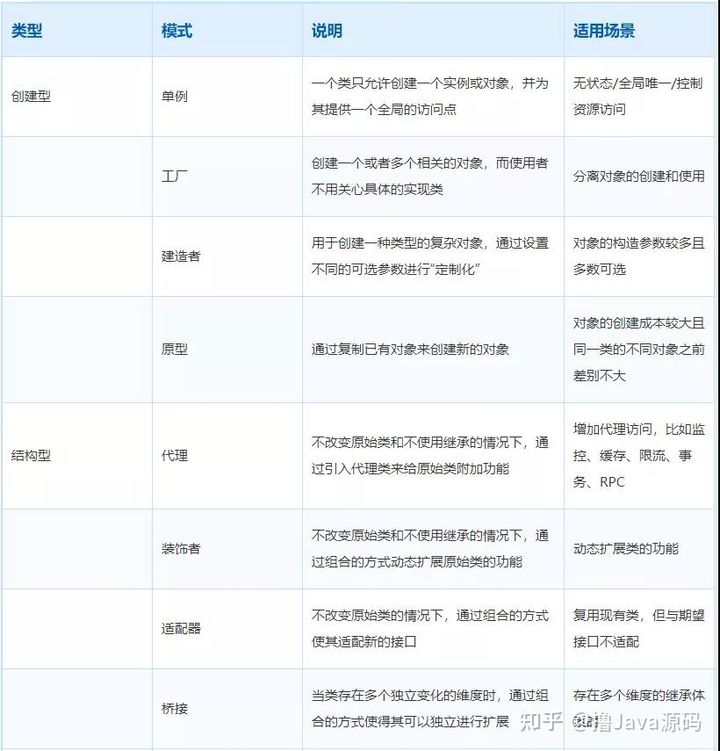 类型 模式 说明 适用场景
创建型 单例 一个类只允许创建一个实例或对象，并为 无状态/全局唯一/控制
其提供一个全局的访问点 资源访问
工厂 创建一个或者多个相关的对象，而使用者 分离对象的创建和使用
不用关心具体的实现类
建造者 用于创建一种类型的复杂对象，通过设置 对象的构造参数较多且
不同的可选参数进行“定制化” 多数可选
原型 通过复制已有对象来创建新的对象 对象的创建成本较大且
同一类的不同对象之前
差别不大
结构型 代理 不改变原始类和不使用继承的情况下，通 增加代理访问，比如监
过引入代理类来给原始类附加功能 控、缓存、限流、事
务、RPC
装饰者 不改变原始类和不使用继承的情况下，通 动态扩展类的功能
过组合的方式动态扩展原始类的功能
适配器 不改变原始类的情况下，通过组合的方式 复用现有类，但与期望
使其适配新的接口 接口不适配
桥接 当类存在多个独立变化的维度时，通过组 存在多个维度的继承体
合的方式使得其可以独立进行扩展
知乎 @撸Java源码